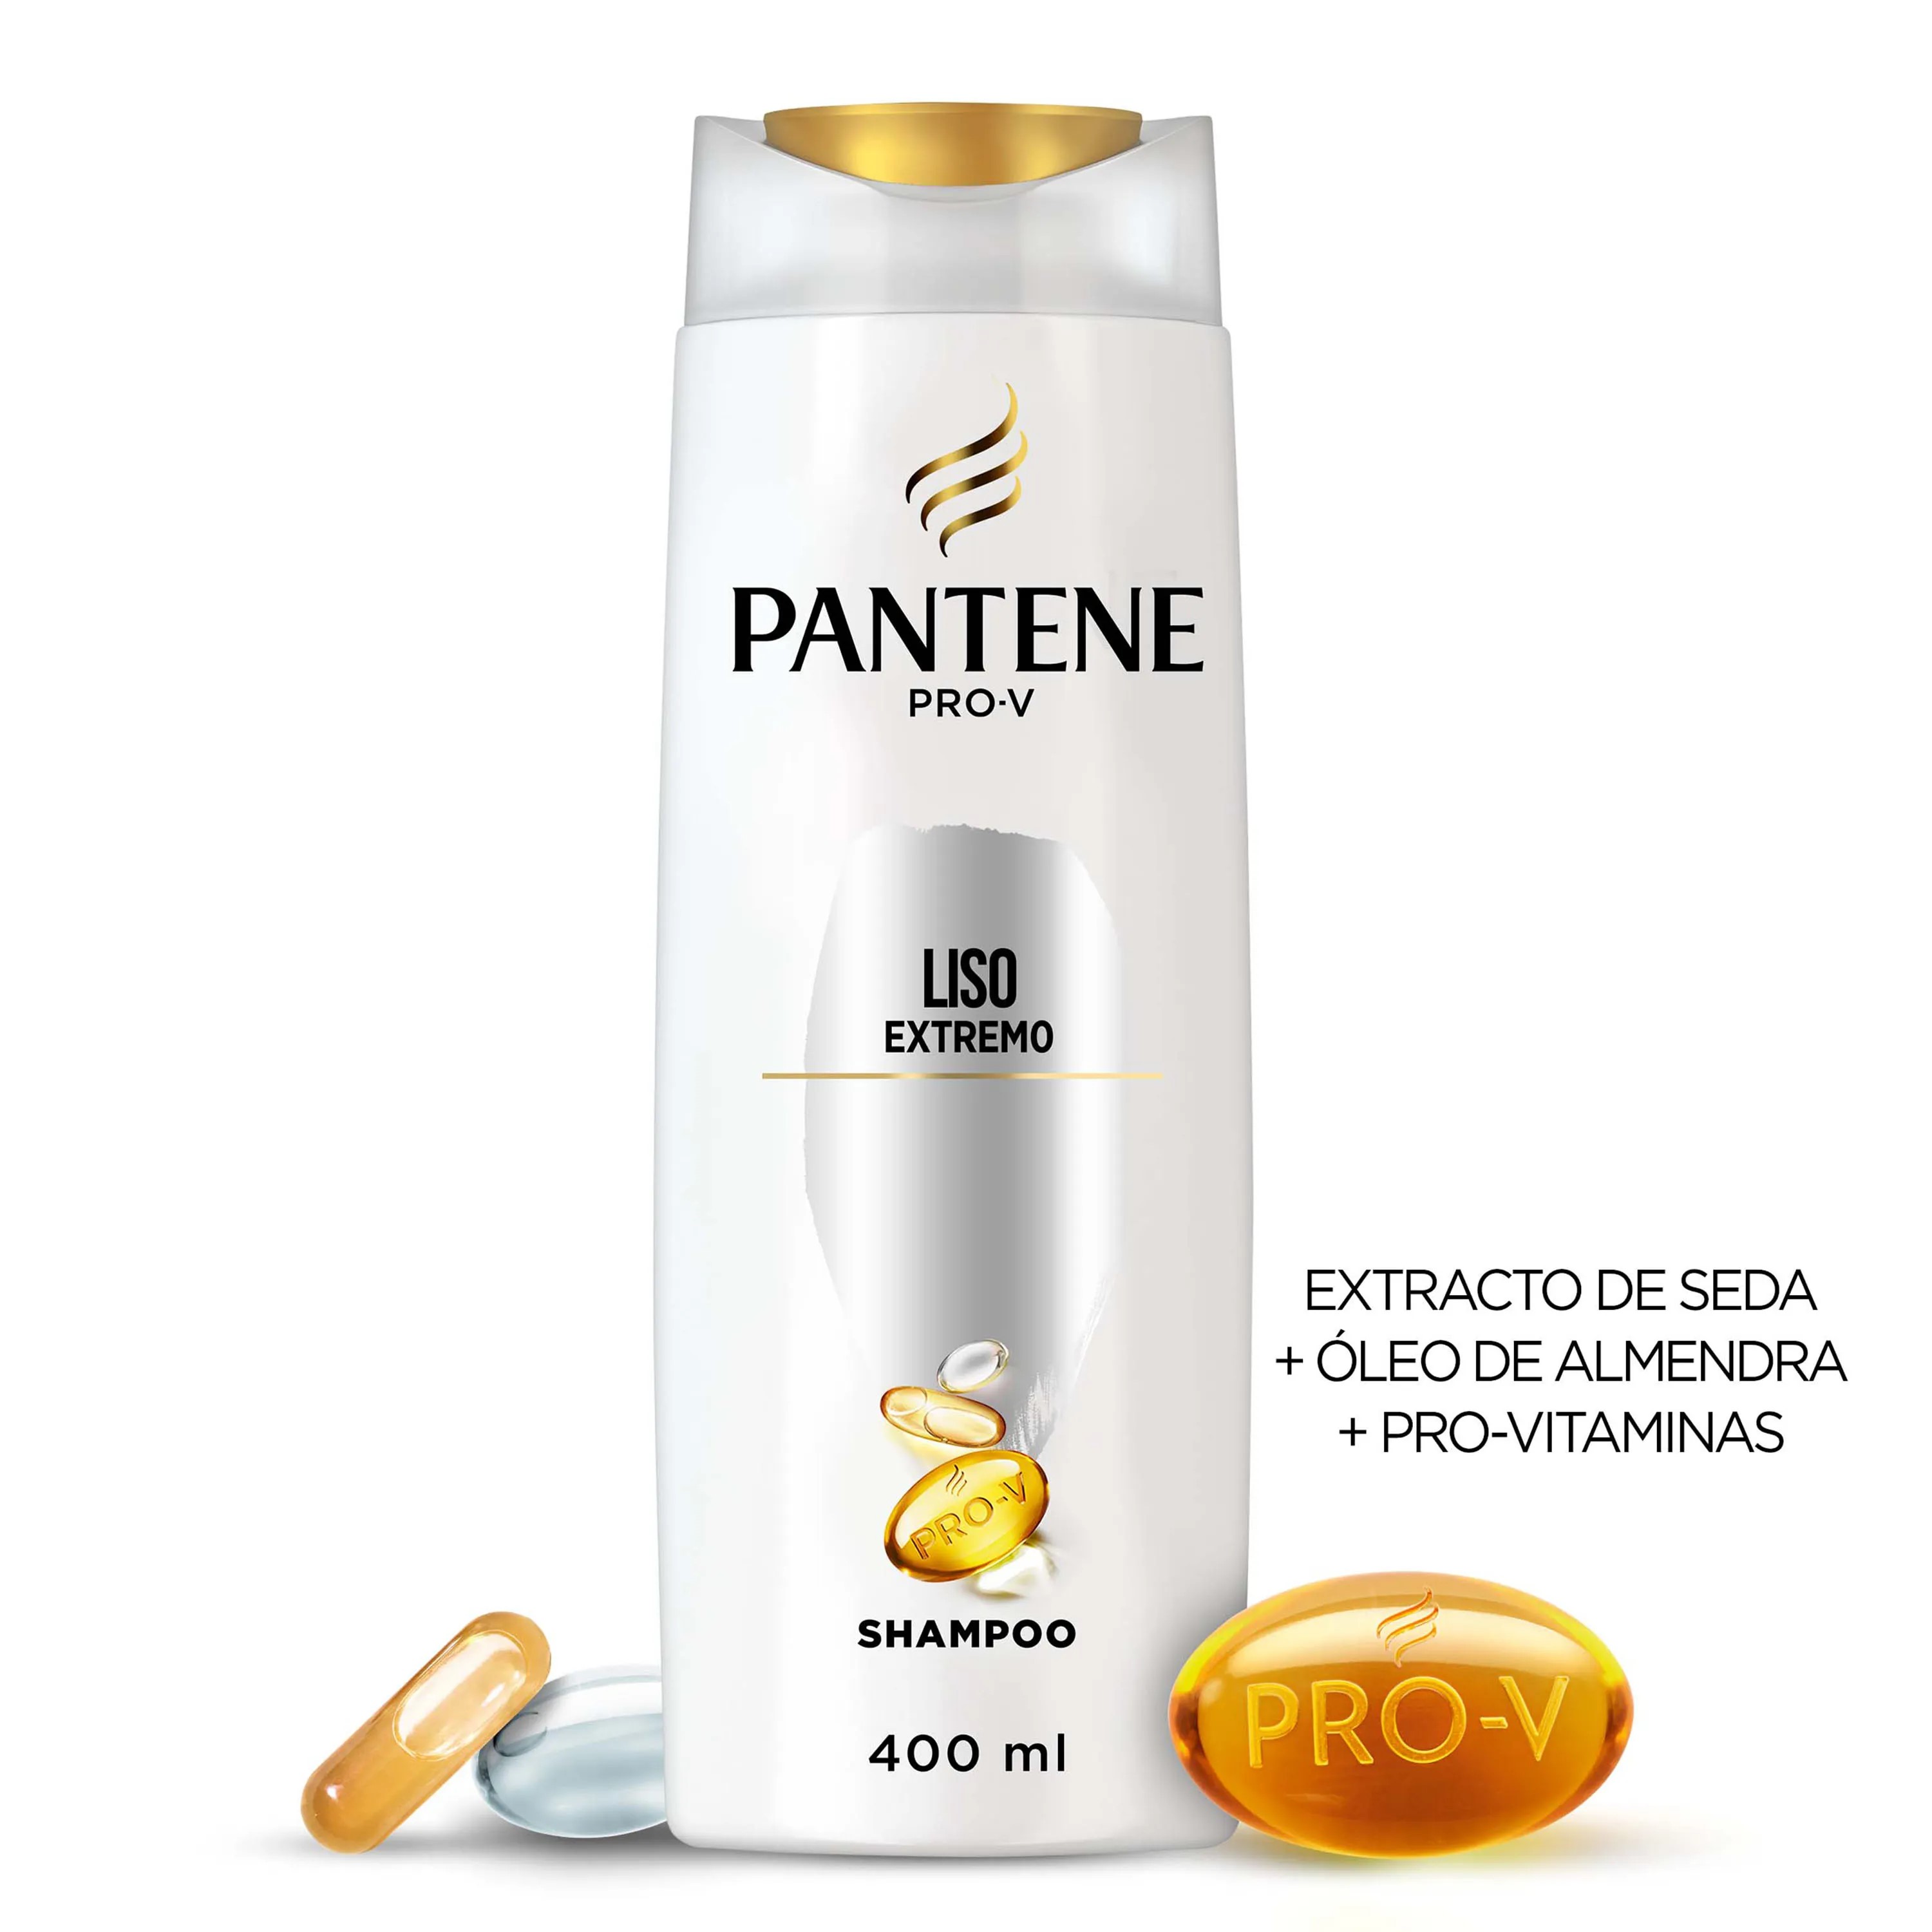 PANTENE
PRO-V
LISO
EXTREMO
PRO-V
SHAMPOO
400 ml
EXTRACTO DE SEDA
+ ÓLEO DE ALMENDRA
+ PRO-VITAMINAS
PRO-V